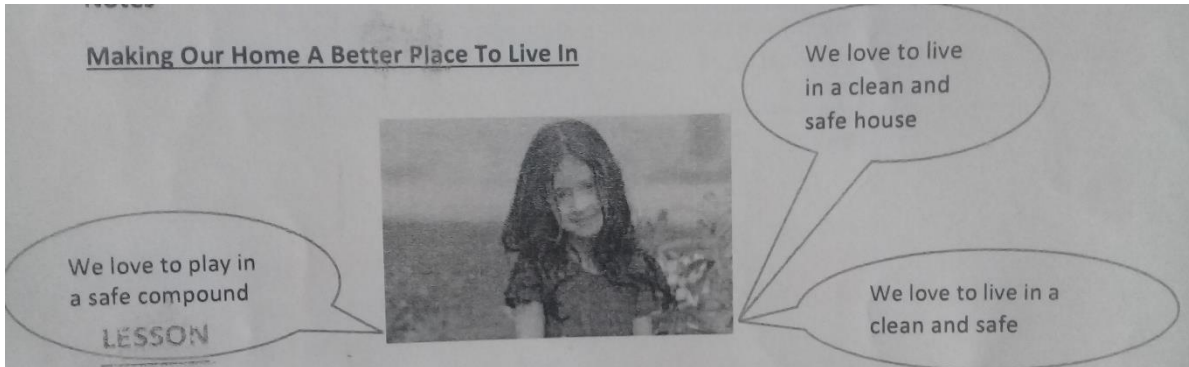 Notes
Making Our Home A Better Place To Live In
We love to live
in a clean and
safe house
We love to play in
a safe compound
LESSON
We love to live in a
clean and safe